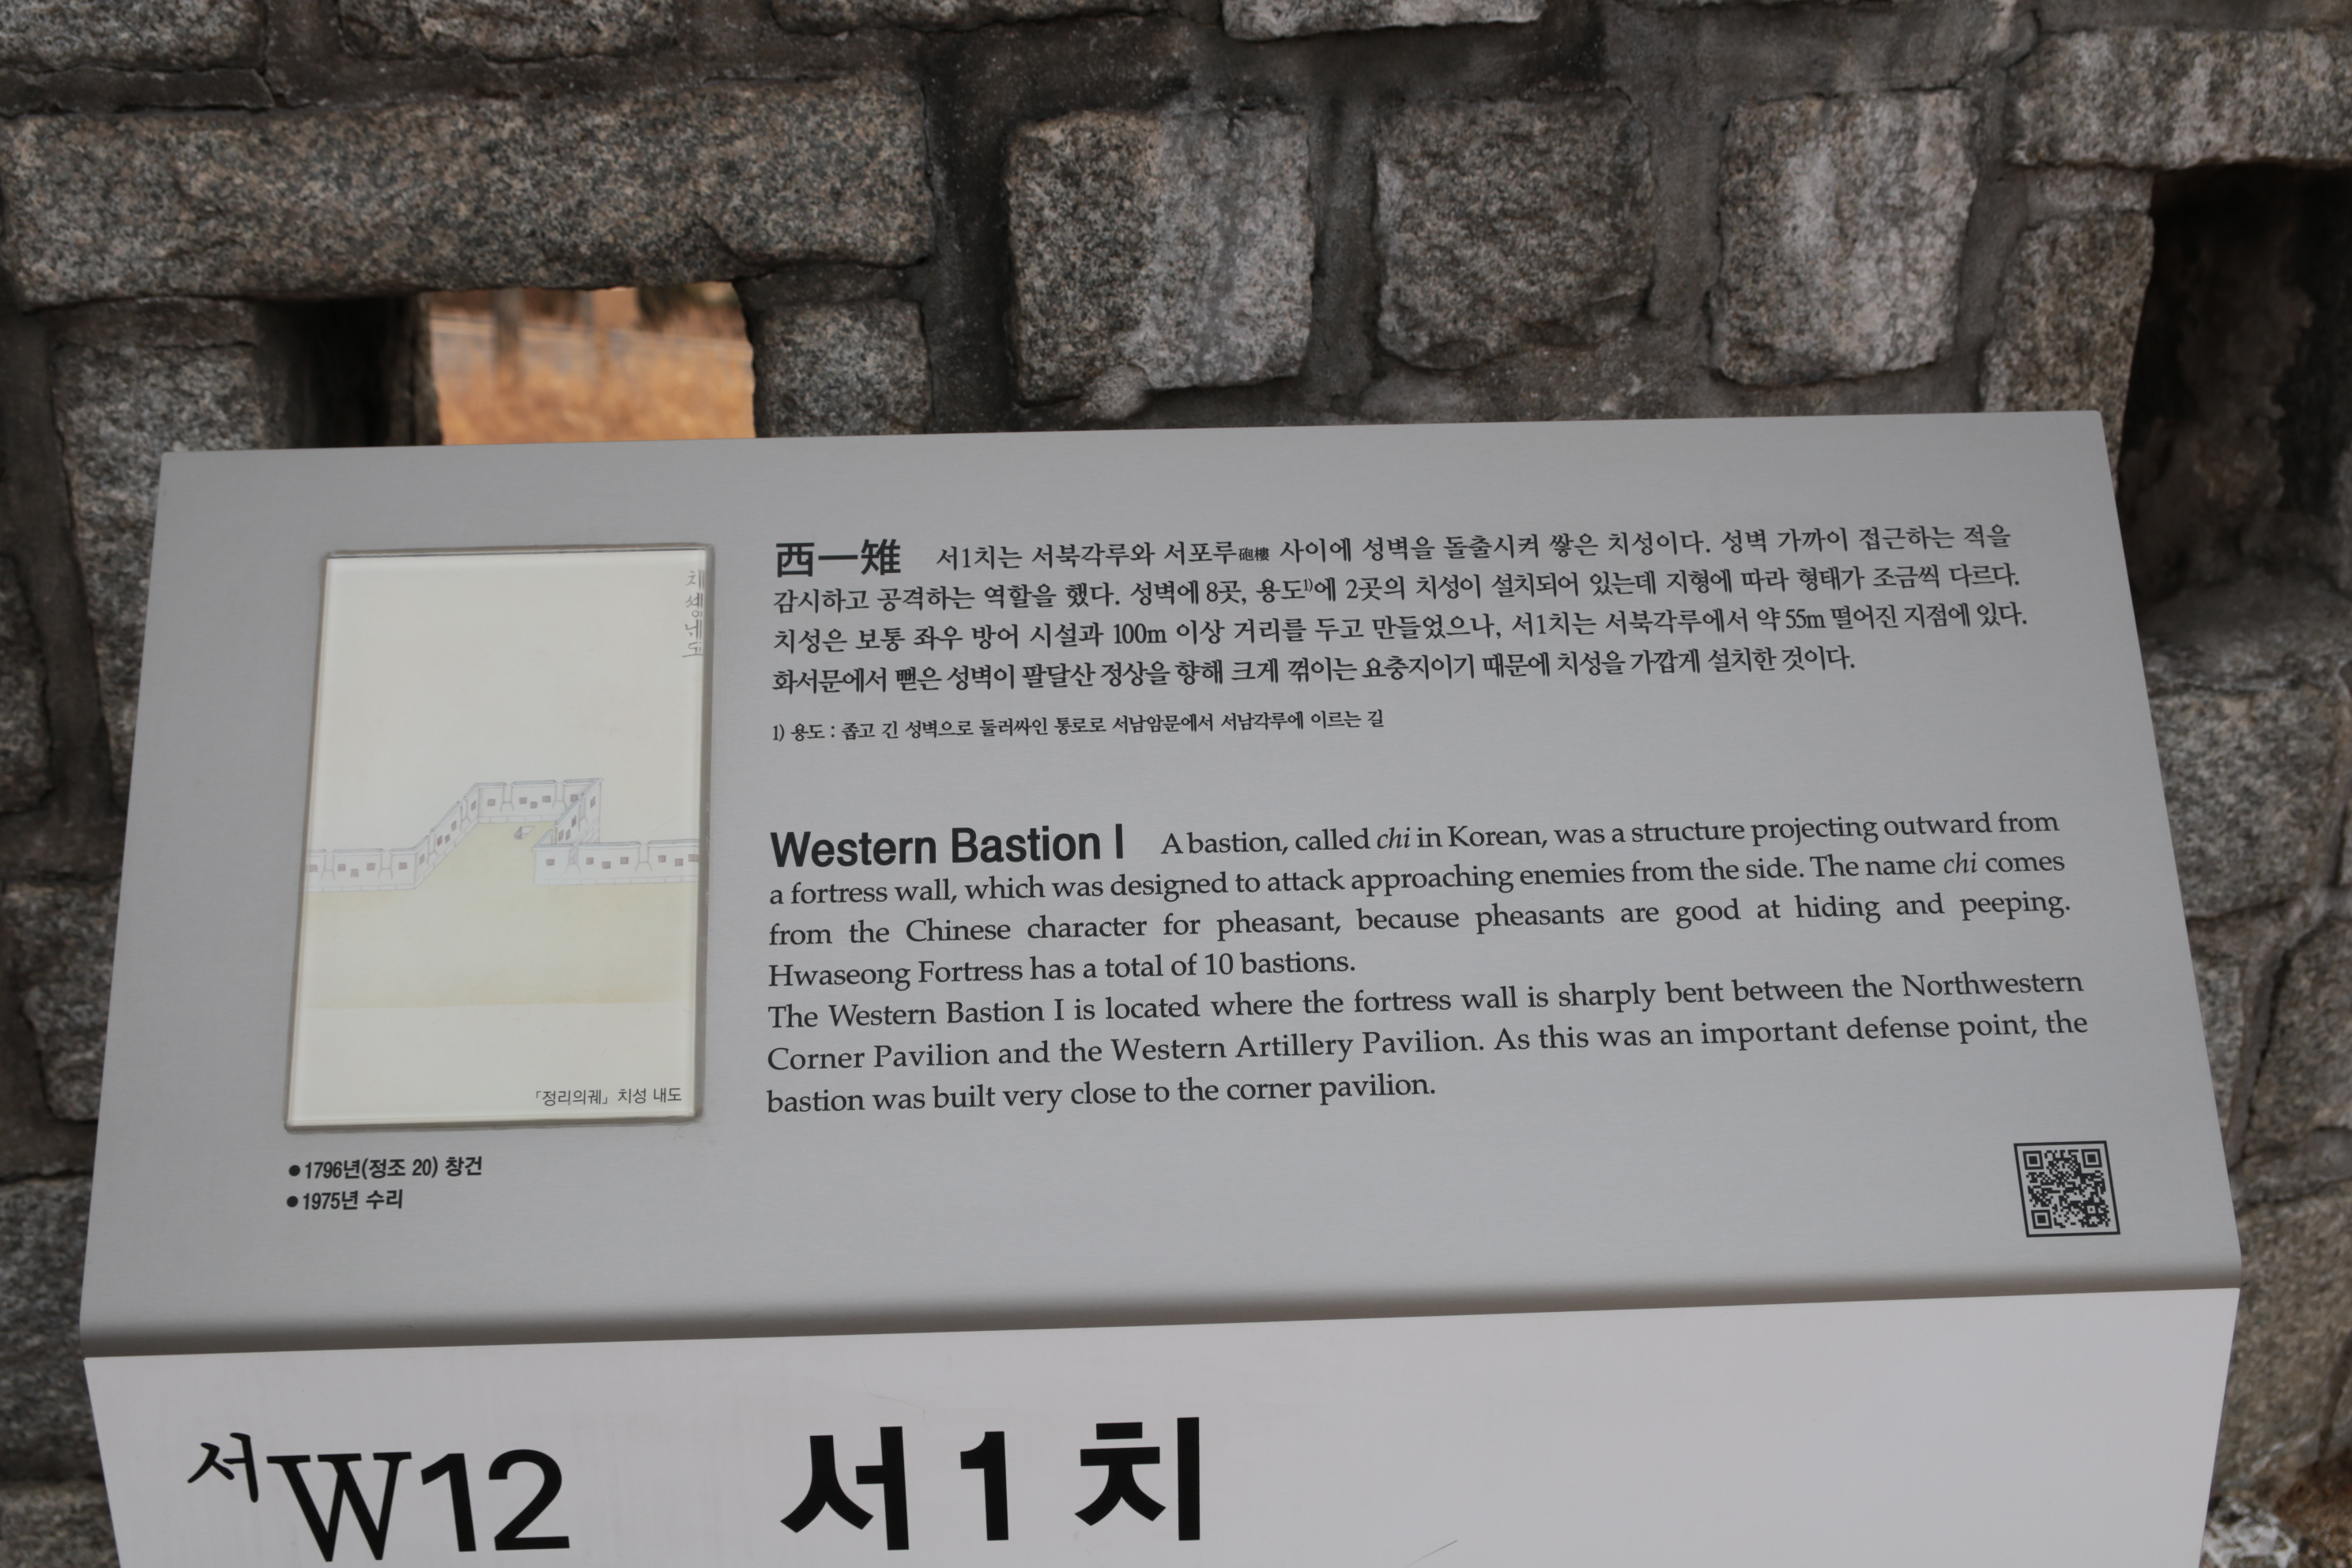 치셩ᄂᆡ도
「정리의궤」 치성 내도
●1796년(정조 20) 창건
●1975년 수리
西一雉 서1치는 서북각루와 서포루砲樓 사이에 성벽을 돌출시켜 쌓은 치성이다. 성벽 가까이 접근하는 적을
감시하고 공격하는 역할을 했다. 성벽에 8곳, 용도1)에 2곳의 치성이 설치되어 있는데 지형에 따라 형태가 조금씩 다르다.
치성은 보통 좌우 방어 시설과 100m 이상 거리를 두고 만들었으나, 서1치는 서북각루에서 약 55m 떨어진 지점에 있다.
화서문에서 뻗은 성벽이 팔달산 정상을 향해 크게 꺾이는 요충지이기 때문에 치성을 가깝게 설치한 것이다.
1) 용도 : 좁고 긴 성벽으로 둘러싸인 통로로 서남암문에서 서남각루에 이르는 길
Western Bastion I A bastion, called chi in Korean, was a structure projecting outward from
a fortress wall, which was designed to attack approaching enemies from the side. The name chi comes
from the Chinese character for pheasant, because pheasants are good at hiding and peeping.
Hwaseong Fortress has a total of 10 bastions.
The Western Bastion I is located where the fortress wall is sharply bent between the Northwestern
Corner Pavilion and the Western Artillery Pavilion. As this was an important defense point, the
bastion was built very close to the corner pavilion.
서W12 서1치